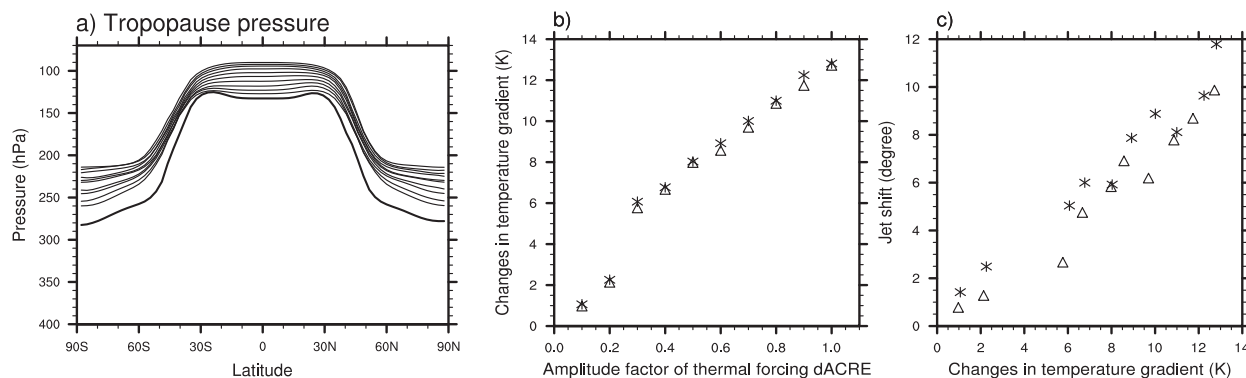 a) Tropopause pressure
Pressure (hPa)
100
150
200
250
300
350
400
90S
60S
30S
0
30N
60N
90N
Latitude
b)
Changes in temperature gradient (K)
14
12
10
8
6
4
2
0
0.0
0.2
0.4
0.6
0.8
1.0
Amplitude factor of thermal forcing dACRE
c)
Jet shift (degree)
12
10
8
6
4
2
0
0
2
4
6
8
10
12
14
Changes in temperature gradient (K)